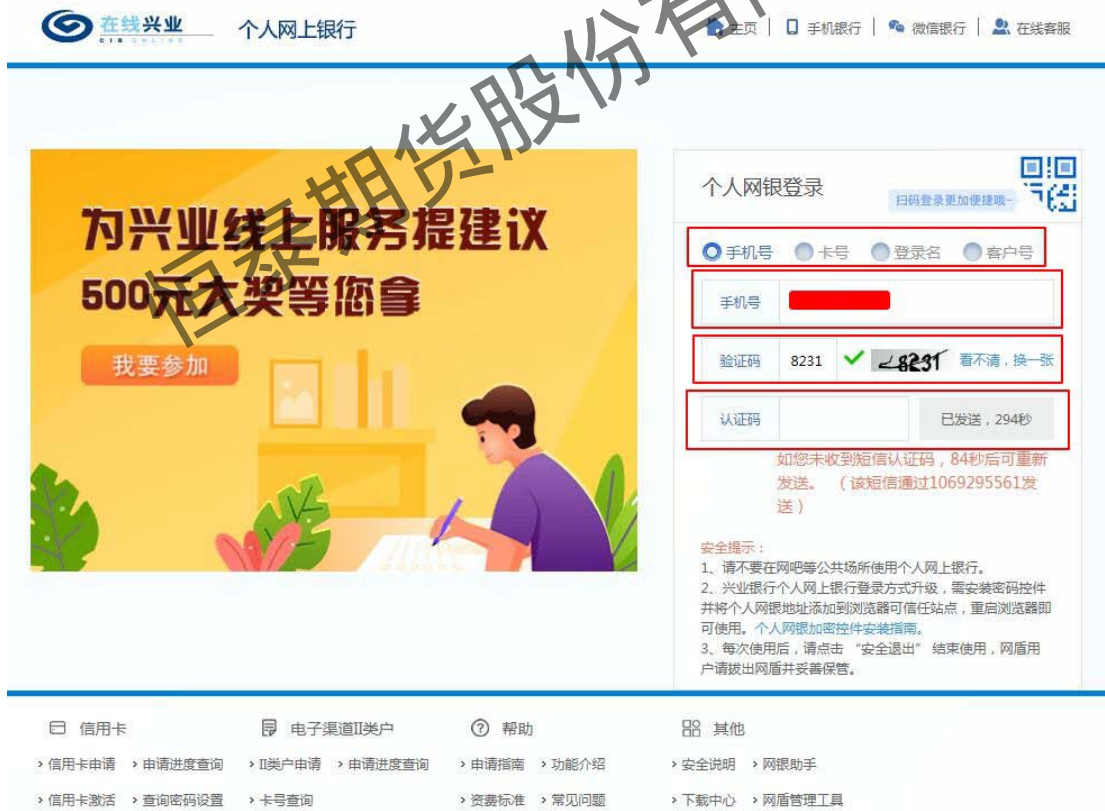 在线兴业
CIB ONLINE
个人网上银行
主页 | 手机银行 | 微信银行 | 在线客服
恒泰期货股份有
为兴业线上服务提建议
500元大奖等您拿
我要参加
个人网银登录
扫码登录更加便捷哦~
手机号 卡号 登录名 客户号
手机号
验证码 8231 8231 看不清，换一张
认证码 已发送，294秒
如您未收到短信认证码，84秒后可重新
发送。（该短信通过1069295561发
送）
安全提示：
1、请不要在网吧等公共场所使用个人网上银行。
2、兴业银行个人网上银行登录方式升级，需安装密码控件
并将个人网银地址添加到浏览器可信任站点，重启浏览器即
可使用。个人网银加密控件安装指南。
3、每次使用后，请点击 “安全退出” 结束使用，网盾用
户请拔出网盾并妥善保管。
信用卡 电子渠道II类户 帮助 其他
› 信用卡申请 › 申请进度查询 › II类户申请 › 申请进度查询 › 申请指南 › 功能介绍 › 安全说明 › 网银助手
› 信用卡激活 › 查询密码设置 › 卡号查询 › 资费标准 › 常见问题 › 下载中心 › 网盾管理工具